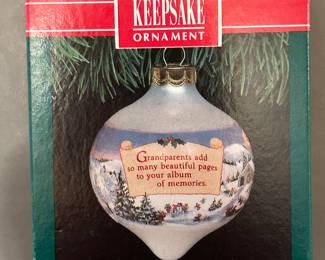 KEEPSAKE
ORNAMENT
Grandparents add
so many beautiful pages
to your album
of memories.